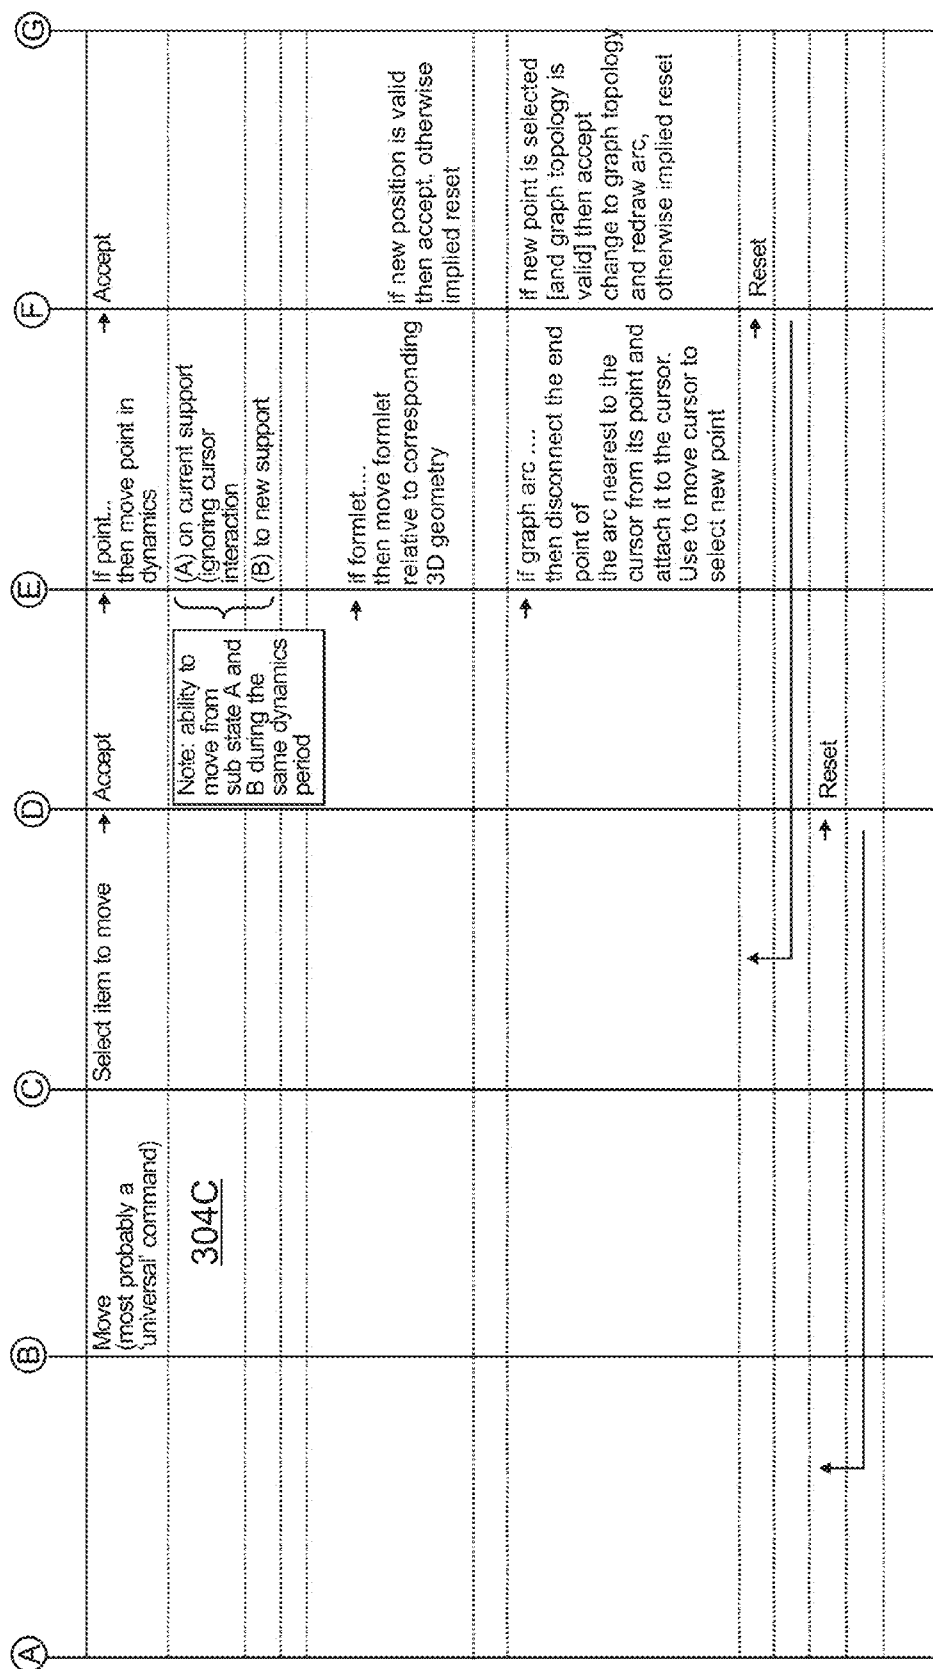 A
B
C
D
E
F
G
Move
(most probably a
'universal' command)
304C
Select item to move
Accept
Note: ability to
move from
sub state A and
B during the
same dynamics
period
Reset
If point...
then move point in
dynamics
(A) on current support
(ignoring cursor
interaction
(B) to new support
If formlet...
then move formlet
relative to corresponding
3D geometry
If graph arc ....
then disconnect the end
point of
the arc nearest to the
cursor from its point and
attach it to the cursor.
Use to move cursor to
select new point
Accept
If new position is valid
then accept, otherwise
implied reset
If new point is selected
[and graph topology is
valid] then accept
change to graph topology
and redraw arc,
otherwise implied reset
Reset